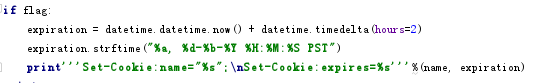 if flag:
expiration = datetime.datetime.now() + datetime.timedelta(hours=2)
expiration.strftime("%a, %d-%b-%Y %H:%M:%S PST")
print'''Set-Cookie:name="%s";\nSet-Cookie:expires=%s'''%(name, expiration)